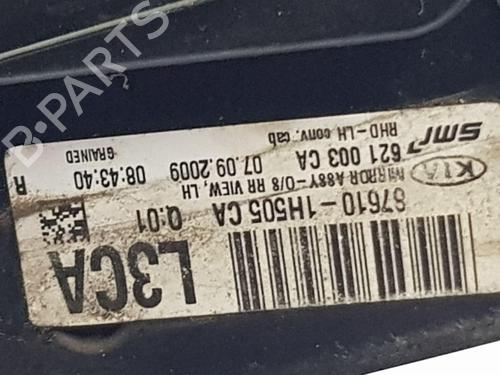 SMR 621 003 CA 07.09.2009 08:43:40 R
RHD-LH conv. cab GRAINED
KIA MIRROR ASSY-O/S RR VIEW, LH
87610-1H505 CA Q:01
L3CA
B-PARTS